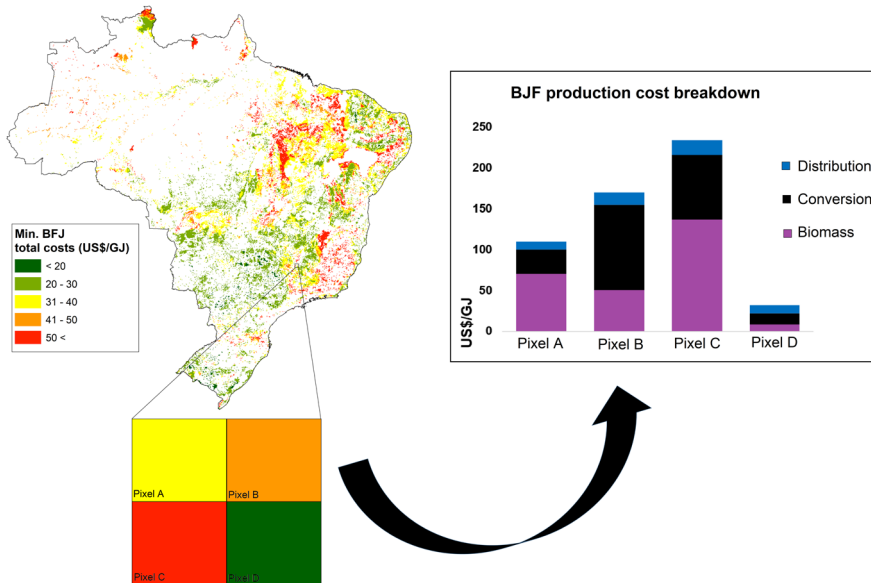 Min. BFJ
total costs (US$/GJ)
< 20
20 - 30
31 - 40
41 - 50
50 <
Pixel A
Pixel B
Pixel C
Pixel D
BJF production cost breakdown
US$/GJ
250
200
150
100
50
0
Pixel A
Pixel B
Pixel C
Pixel D
Distribution
Conversion
Biomass